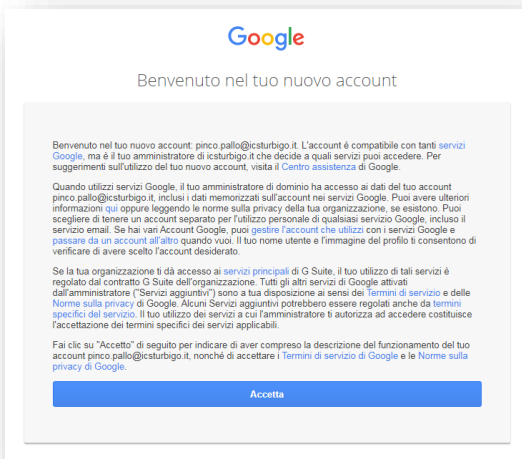 Google
Benvenuto nel tuo nuovo account
Benvenuto nel tuo nuovo account: pinco.pallo@icsturbigo.it. L'account è compatibile con tanti servizi
Google, ma è il tuo amministratore di icsturbigo.it che decide a quali servizi puoi accedere. Per
suggerimenti sull'utilizzo del tuo nuovo account, visita il Centro assistenza di Google.
Quando utilizzi servizi Google, il tuo amministratore di dominio ha accesso ai dati del tuo account
pinco.pallo@icsturbigo.it, inclusi i dati memorizzati sull'account nei servizi Google. Puoi avere ulteriori
informazioni qui oppure leggendo le norme sulla privacy della tua organizzazione, se esistono. Puoi
scegliere di tenere un account separato per l'utilizzo personale di qualsiasi servizio Google, incluso il
servizio email. Se hai vari Account Google, puoi gestire l'account che utilizzi con i servizi Google e
passare da un account all'altro quando vuoi. Il tuo nome utente e l'immagine del profilo ti consentono di
verificare di avere scelto l'account desiderato.
Se la tua organizzazione ti dà accesso ai servizi principali di G Suite, il tuo utilizzo di tali servizi è
regolato dal contratto G Suite dell'organizzazione. Tutti gli altri servizi di Google attivati
dall'amministratore ("Servizi aggiuntivi") sono a tua disposizione ai sensi dei Termini di servizio e delle
Norme sulla privacy di Google. Alcuni Servizi aggiuntivi potrebbero essere regolati anche da termini
specifici del servizio. Il tuo utilizzo dei servizi a cui l'amministratore ti autorizza ad accedere costituisce
l'accettazione dei termini specifici dei servizi applicabili.
Fai clic su "Accetto" di seguito per indicare di aver compreso la descrizione del funzionamento del tuo
account pinco.pallo@icsturbigo.it, nonché di accettare i Termini di servizio di Google e le Norme sulla
privacy di Google.
Accetta